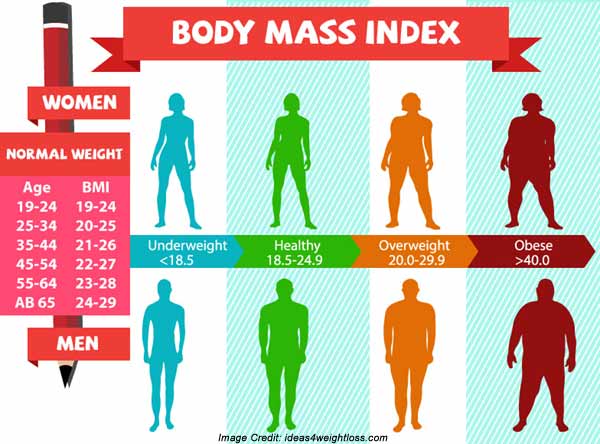 BODY MASS INDEX
WOMEN
NORMAL WEIGHT
Age BMI
19-24 19-24
25-34 20-25
35-44 21-26
45-54 22-27
55-64 23-28
AB 65 24-29
MEN
Underweight
<18.5
Healthy
18.5-24.9
Overweight
20.0-29.9
Obese
>40.0
Image Credit: ideas4weightloss.com